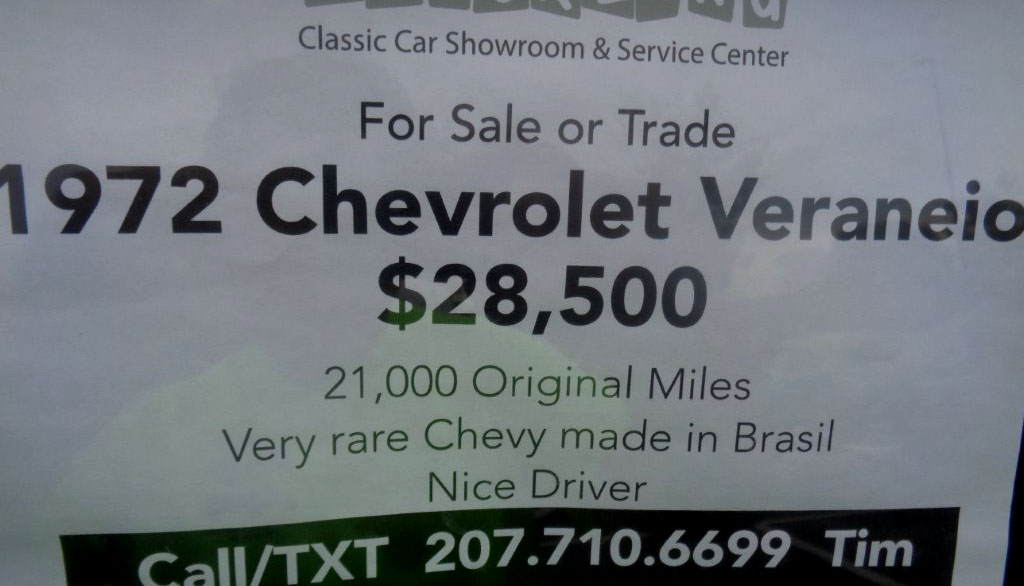 Classic Car Showroom & Service Center
For Sale or Trade
1972 Chevrolet Veraneio
$28,500
21,000 Original Miles
Very rare Chevy made in Brasil
Nice Driver
Call/TXT 207.710.6699 Tim